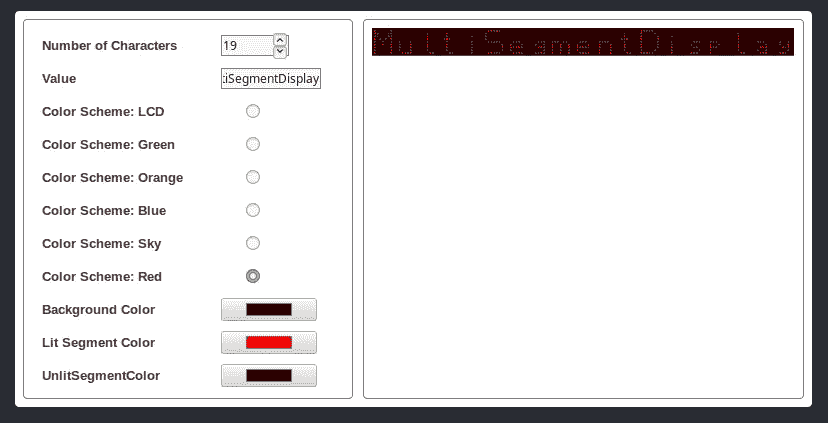 Number of Characters
19
Value
:iSegmentDisplay
Color Scheme: LCD
Color Scheme: Green
Color Scheme: Orange
Color Scheme: Blue
Color Scheme: Sky
Color Scheme: Red
Background Color
Lit Segment Color
UnlitSegmentColor
MultiSegmentDisplay